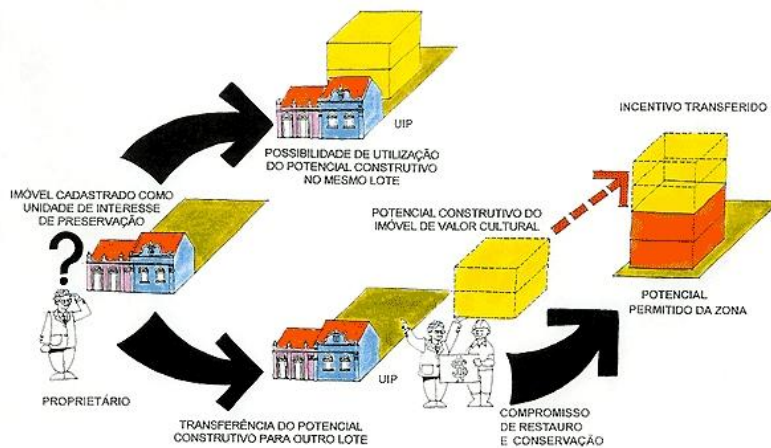 INCENTIVO TRANSFERIDO
UIP
POSSIBILIDADE DE UTILIZAÇÃO
DO POTENCIAL CONSTRUTIVO
NO MESMO LOTE
IMÓVEL CADASTRADO COMO
UNIDADE DE INTERESSE
DE PRESERVAÇÃO
?
POTENCIAL CONSTRUTIVO DO
IMÓVEL DE VALOR CULTURAL
POTENCIAL
PERMITIDO DA ZONA
UIP
$
PROPRIETÁRIO
TRANSFERÊNCIA DO POTENCIAL
CONSTRUTIVO PARA OUTRO LOTE
COMPROMISSO
DE RESTAURO
E CONSERVAÇÃO